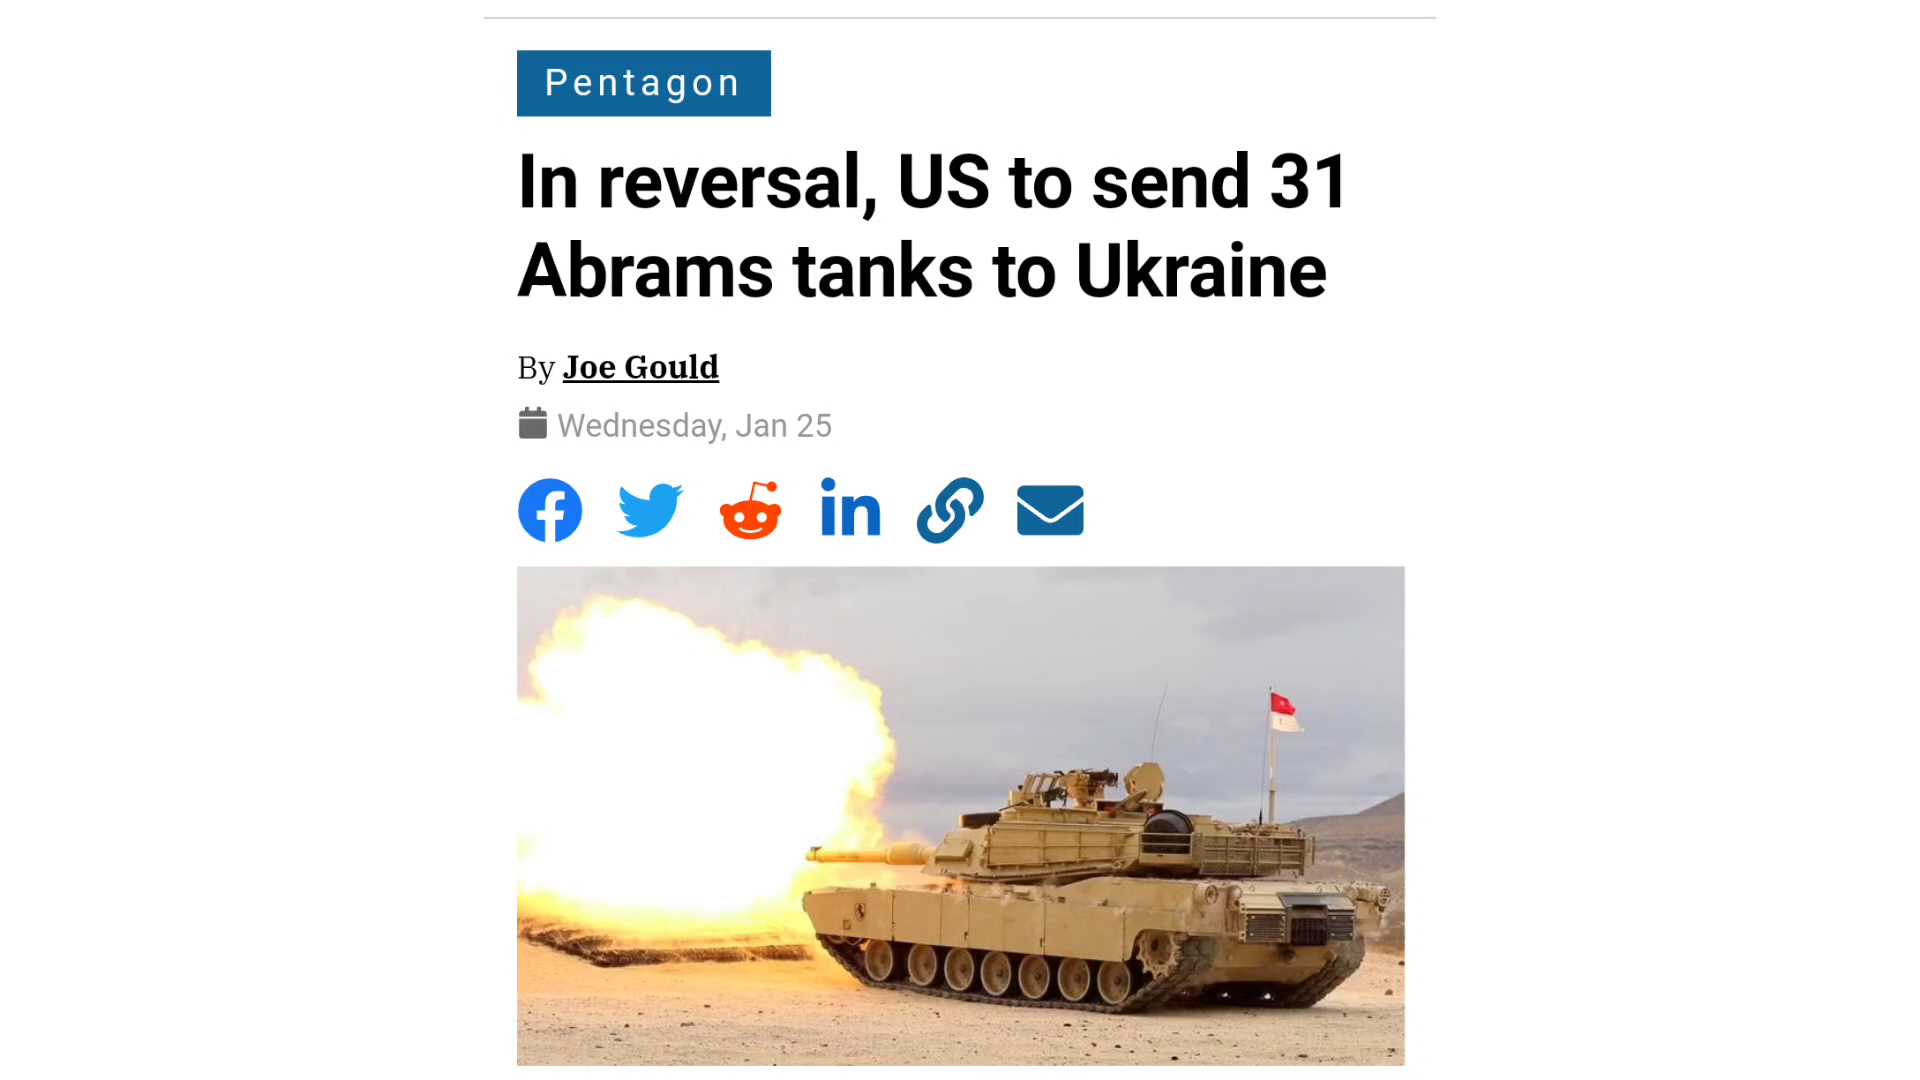 Pentagon
In reversal, US to send 31
Abrams tanks to Ukraine
By Joe Gould
Wednesday, Jan 25